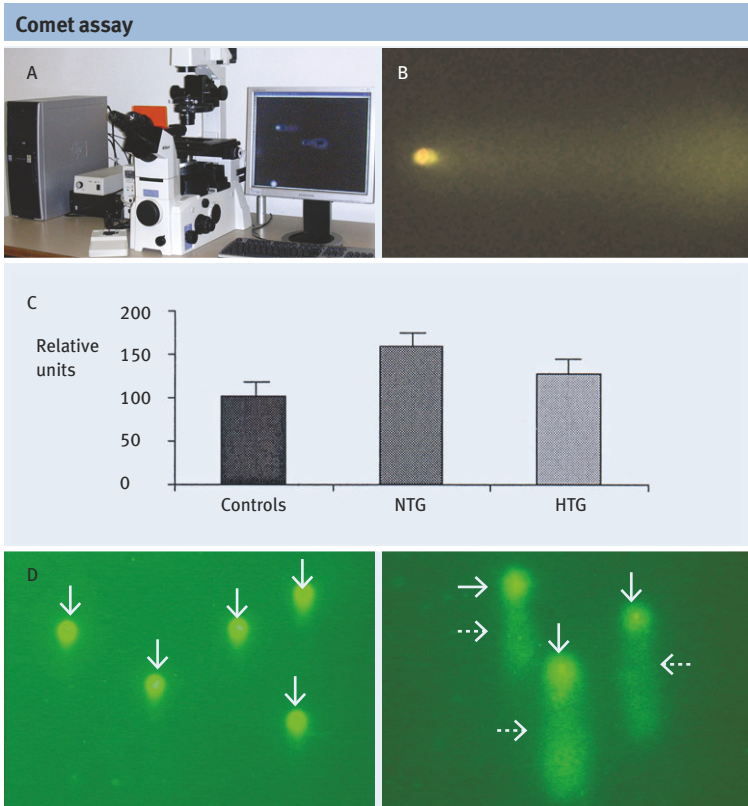 Comet assay
A
B
C
Relative
units
200
150
100
50
0
Controls
NTG
HTG
D